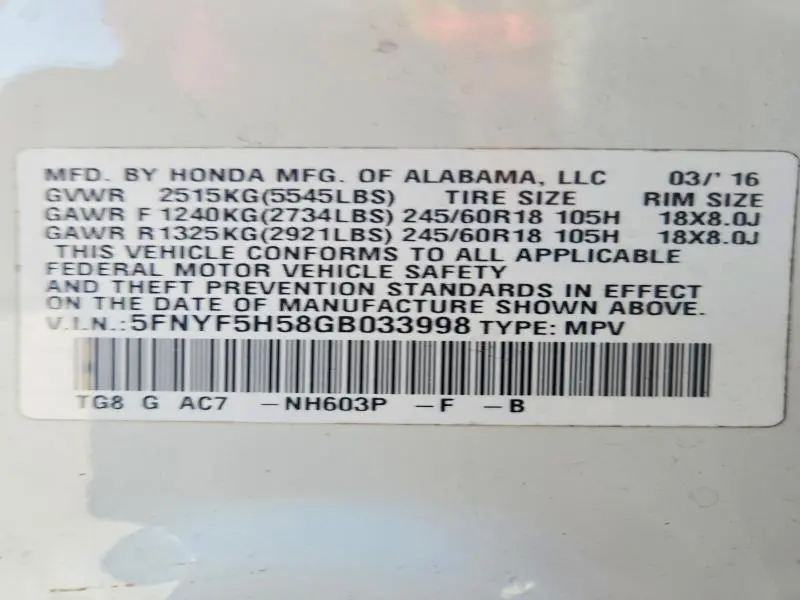 MFD. BY HONDA MFG. OF ALABAMA, LLC 03/' 16
GVWR 2515KG(5545LBS) TIRE SIZE RIM SIZE
GAWR F 1240KG(2734LBS) 245/60R18 105H 18X8.0J
GAWR R 1325KG(2921LBS) 245/60R18 105H 18X8.0J
THIS VEHICLE CONFORMS TO ALL APPLICABLE
FEDERAL MOTOR VEHICLE SAFETY
AND THEFT PREVENTION STANDARDS IN EFFECT
ON THE DATE OF MANUFACTURE SHOWN ABOVE.
V.I.N.: 5FNYF5H58GB033998 TYPE: MPV
TG8 G AC7 -NH603P -F -B